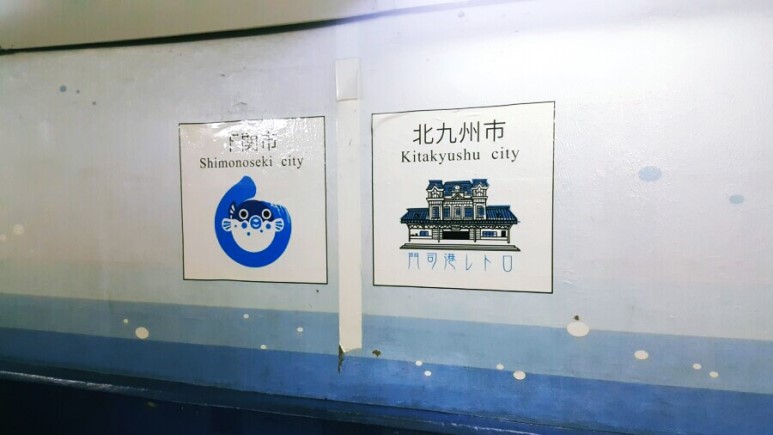 下関市
Shimonoseki city
北九州市
Kitakyushu city
門司港レトロ